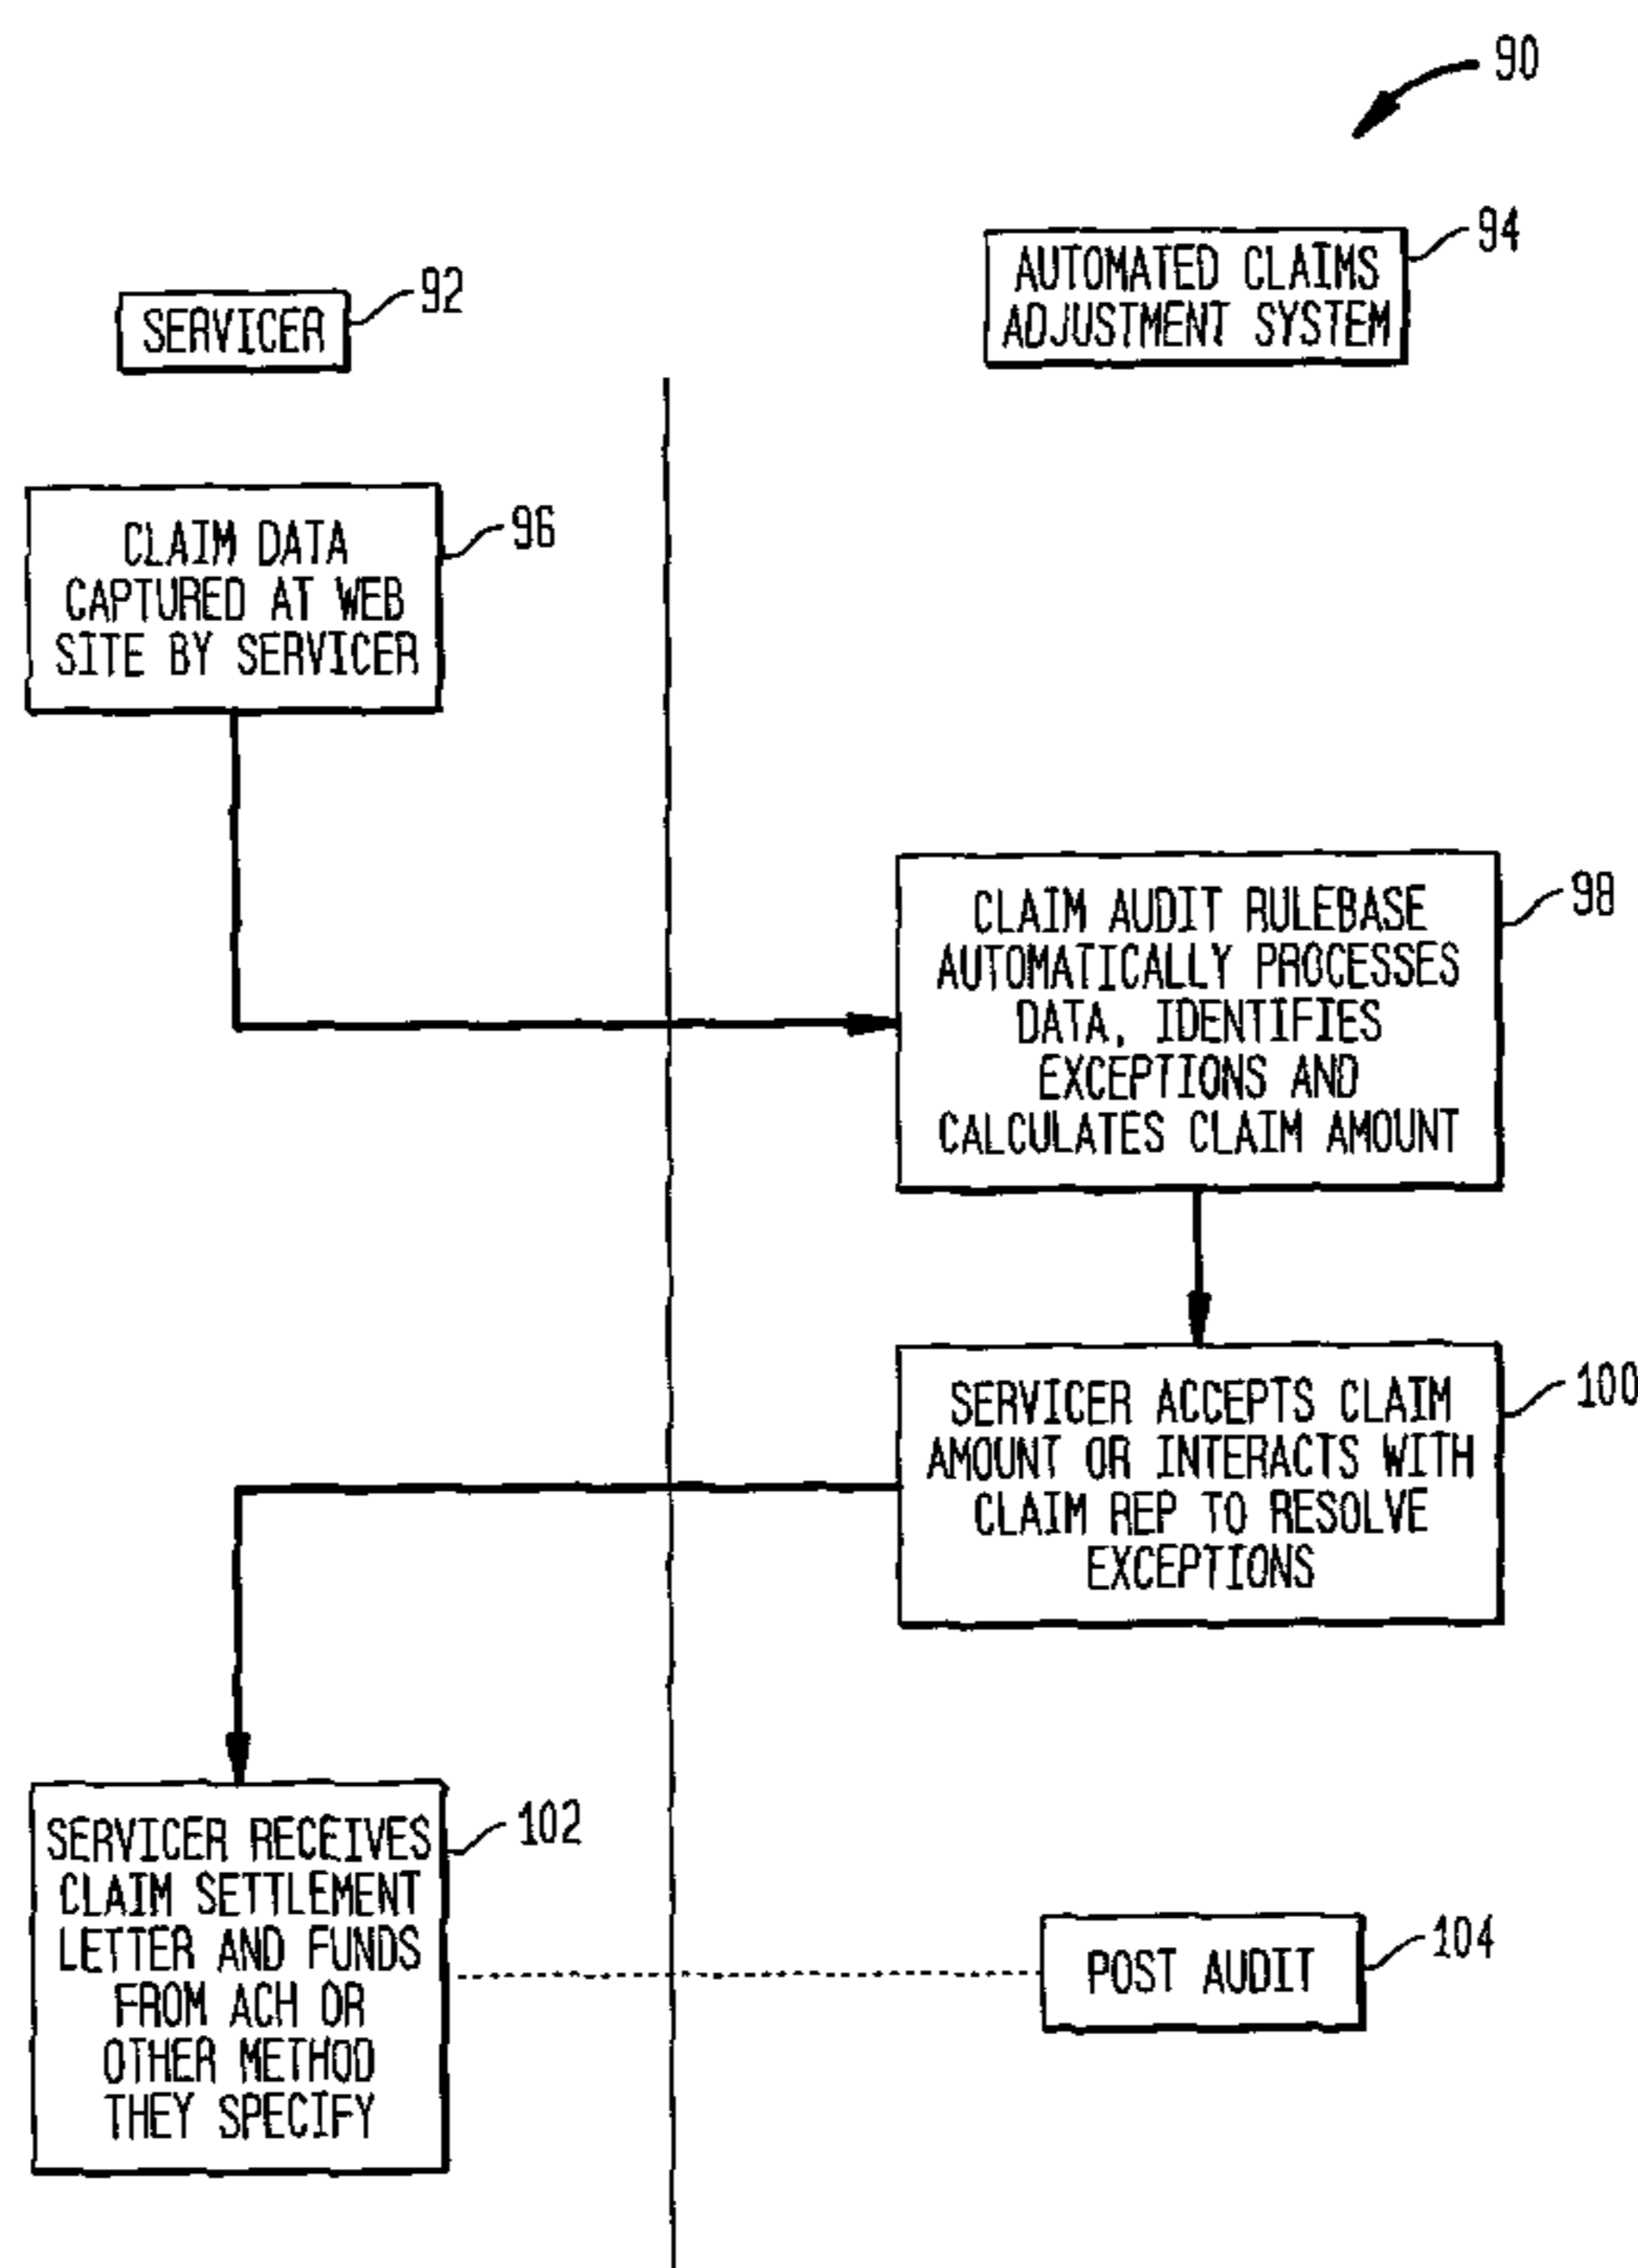 90
94
AUTOMATED CLAIMS
ADJUSTMENT SYSTEM
92
SERVICER
96
CLAIM DATA
CAPTURED AT WEB
SITE BY SERVICER
98
CLAIM AUDIT RULEBASE
AUTOMATICALLY PROCESSES
DATA, IDENTIFIES
EXCEPTIONS AND
CALCULATES CLAIM AMOUNT
100
SERVICER ACCEPTS CLAIM
AMOUNT OR INTERACTS WITH
CLAIM REP TO RESOLVE
EXCEPTIONS
102
SERVICER RECEIVES
CLAIM SETTLEMENT
LETTER AND FUNDS
FROM ACH OR
OTHER METHOD
THEY SPECIFY
104
POST AUDIT